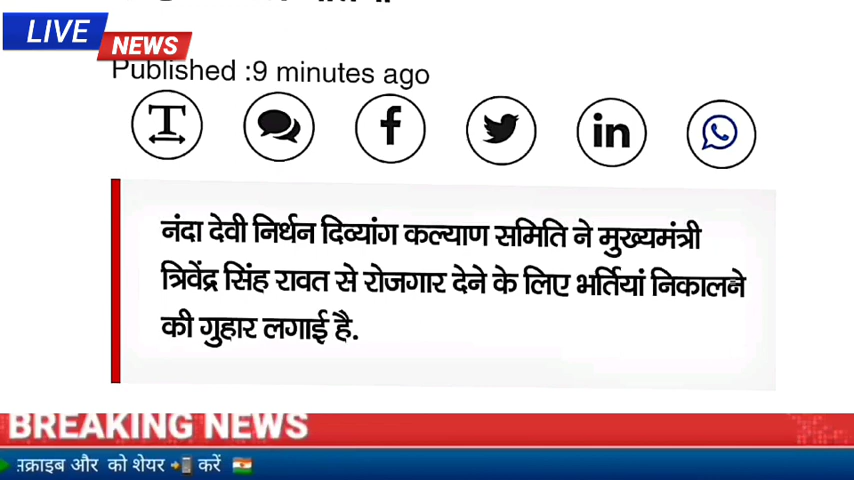 LIVE
NEWS
Published :9 minutes ago
नंदा देवी निर्धन दिव्यांग कल्याण समिति ने मुख्यमंत्री
त्रिवेंद्र सिंह रावत से रोजगार देने के लिए भर्तियां निकालने
की गुहार लगाई है.
BREAKING NEWS
और को शेयर 📲 करें 🇮🇳